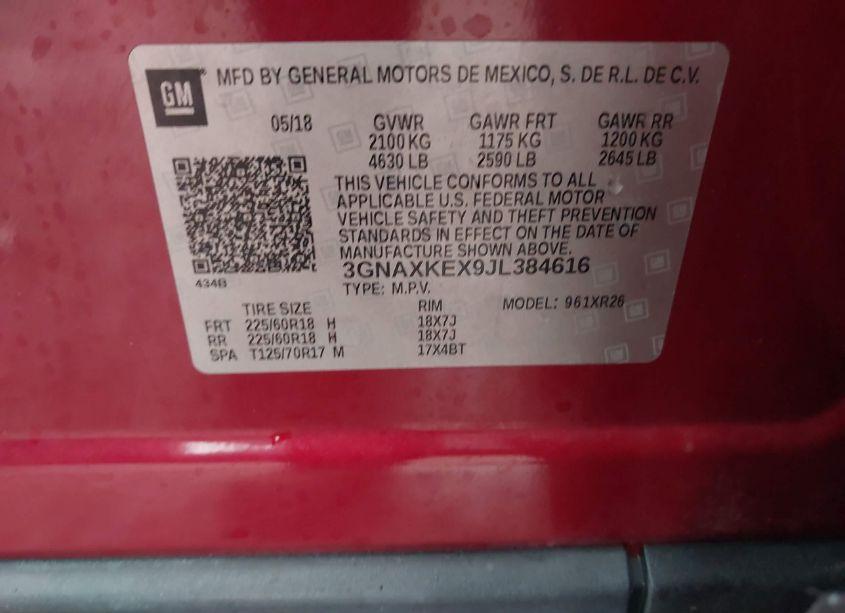 GM
MFD BY GENERAL MOTORS DE MEXICO, S. DE R.L. DE C.V.
05/18 GVWR GAWR FRT GAWR RR
2100 KG 1175 KG 1200 KG
4630 LB 2590 LB 2645 LB
THIS VEHICLE CONFORMS TO ALL
APPLICABLE U.S. FEDERAL MOTOR
VEHICLE SAFETY AND THEFT PREVENTION
STANDARDS IN EFFECT ON THE DATE OF
MANUFACTURE SHOWN ABOVE.
3GNAXKEX9JL384616
434B
TYPE: M.P.V.
TIRE SIZE RIM MODEL: 961XR26
FRT 225/60R18 H 18X7J
RR 225/60R18 H 18X7J
SPA T125/70R17 M 17X4BT